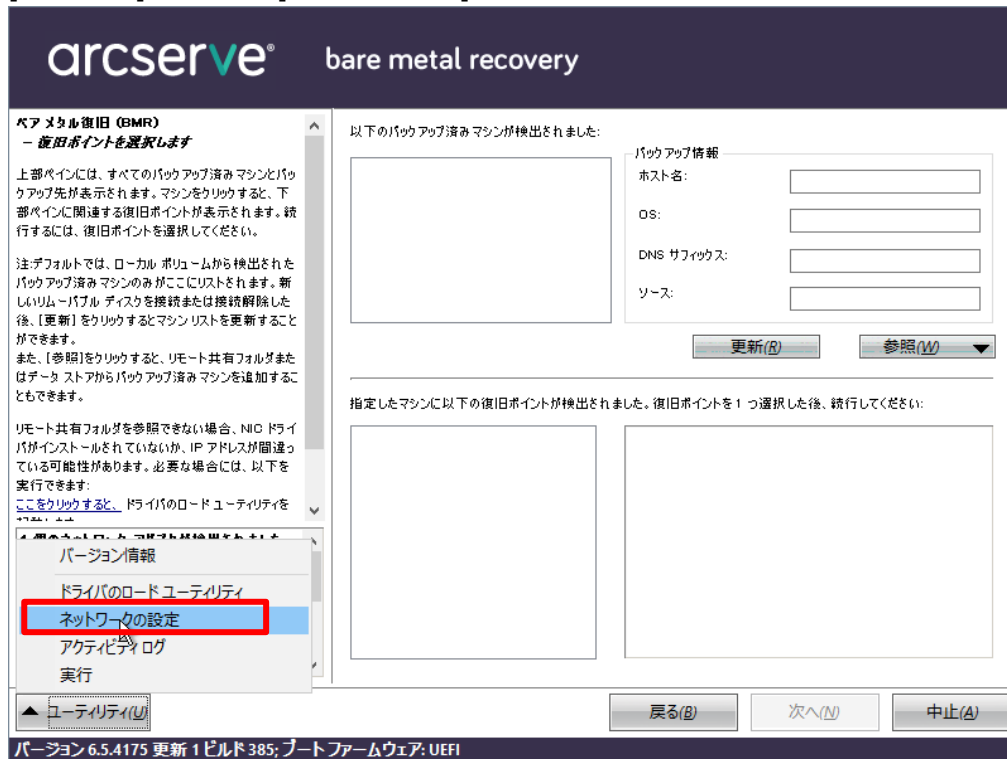 arcserve® bare metal recovery
ベア メタル復旧 (BMR)
- 復旧ポイントを選択します
上部ペインには、すべてのバックアップ済みマシンとバッ
クアップ先が表示されます。マシンをクリックすると、下
部ペインに関連する復旧ポイントが表示されます。続
行するには、復旧ポイントを選択してください。
注:デフォルトでは、ローカル ボリュームから検出された
バックアップ済みマシンのみがここにリストされます。新
しいリムーバブル ディスクを接続または接続解除した
後、[更新] をクリックするとマシン リストを更新すること
ができます。
また、[参照]をクリックすると、リモート共有フォルダまた
はデータ ストアからバックアップ済みマシンを追加するこ
ともできます。
リモート共有フォルダを参照できない場合、NIC ドライ
バがインストールされていないか、IP アドレスが間違っ
ている可能性があります。必要な場合には、以下を
実行できます:
ここをクリックすると、ドライバのロード ユーティリティを
バージョン情報
ドライバのロード ユーティリティ
ネットワークの設定
アクティビティ ログ
実行
以下のバックアップ済みマシンが検出されました:
バックアップ情報
ホスト名:
OS:
DNS サフィックス:
ソース:
更新(R)
参照(W)
指定したマシンに以下の復旧ポイントが検出されました。復旧ポイントを 1 つ選択した後、続行してください:
ユーティリティ(U)
戻る(B)
次へ(N)
中止(A)
バージョン 6.5.4175 更新 1 ビルド 385; ブート ファームウェア: UEFI